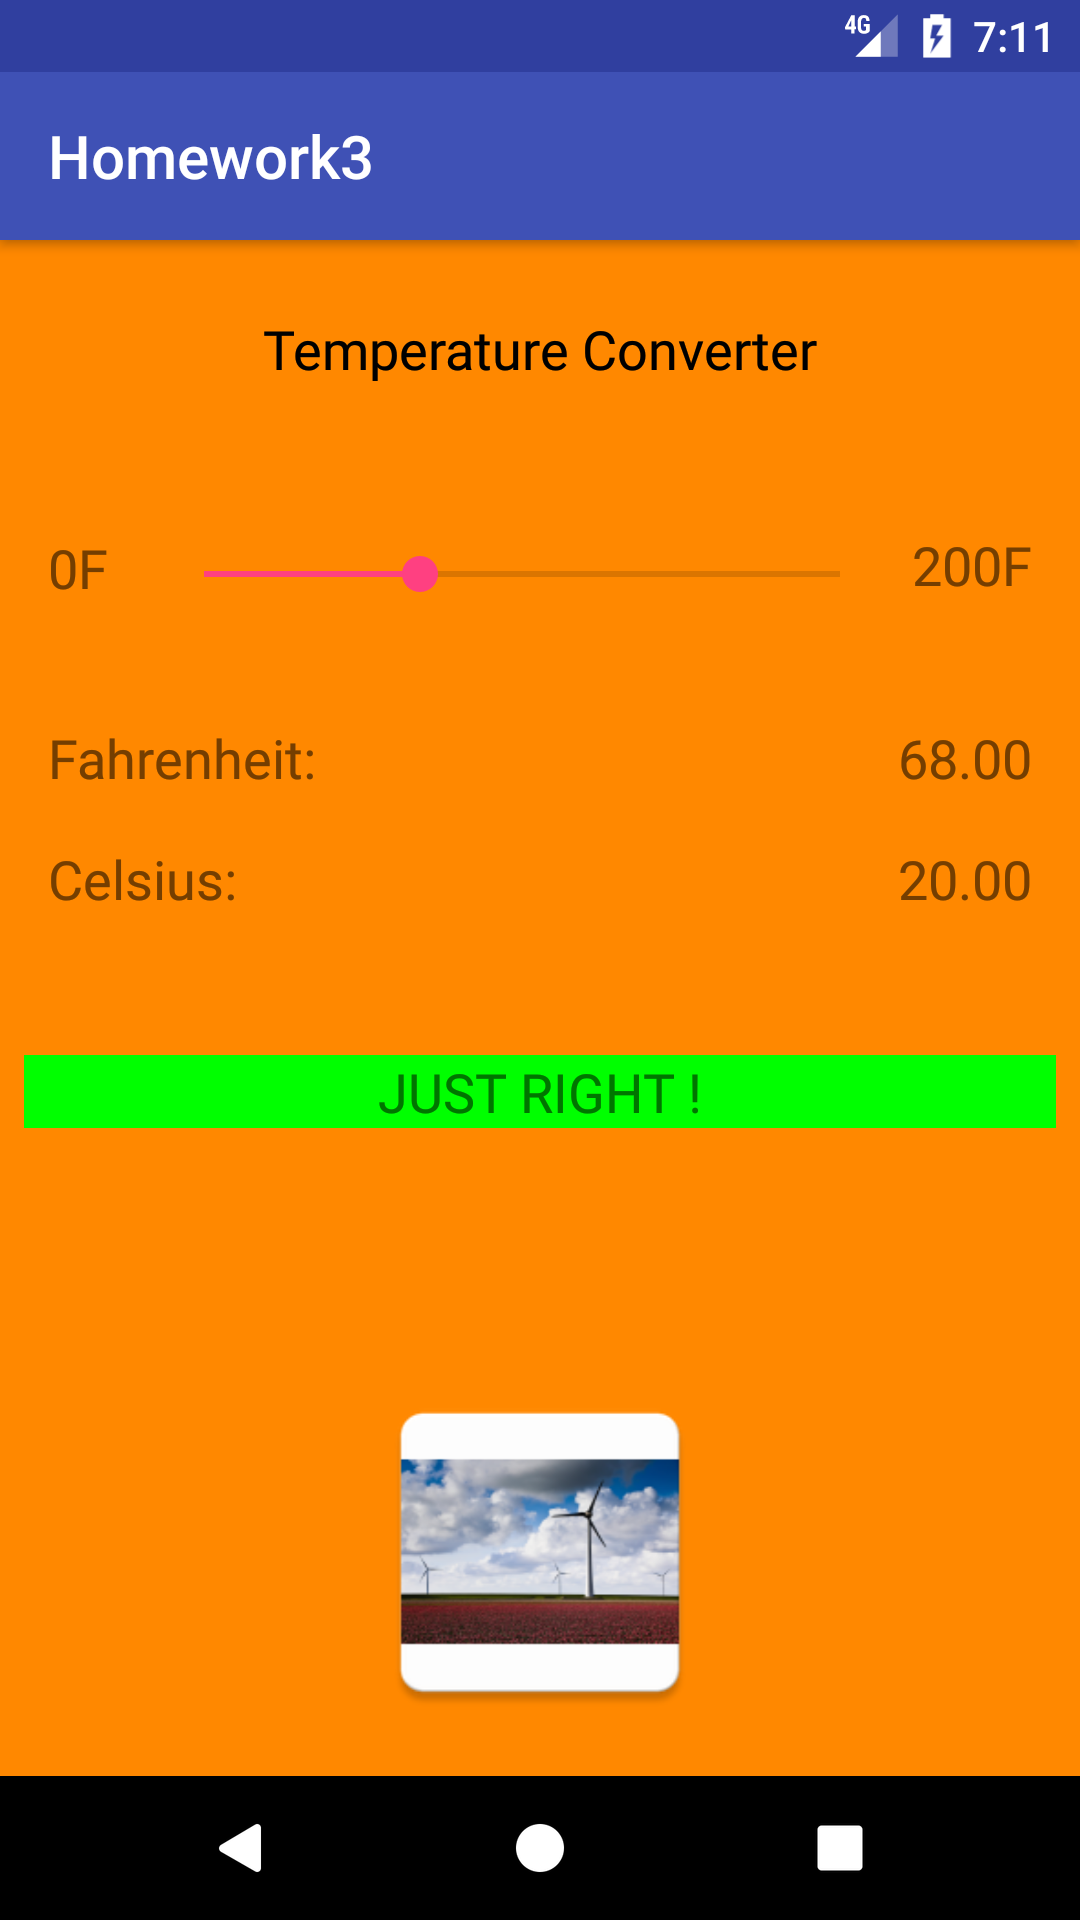 4G 7:11
Homework3
Temperature Converter
0F 200F
Fahrenheit: 68.00
Celsius: 20.00
JUST RIGHT !